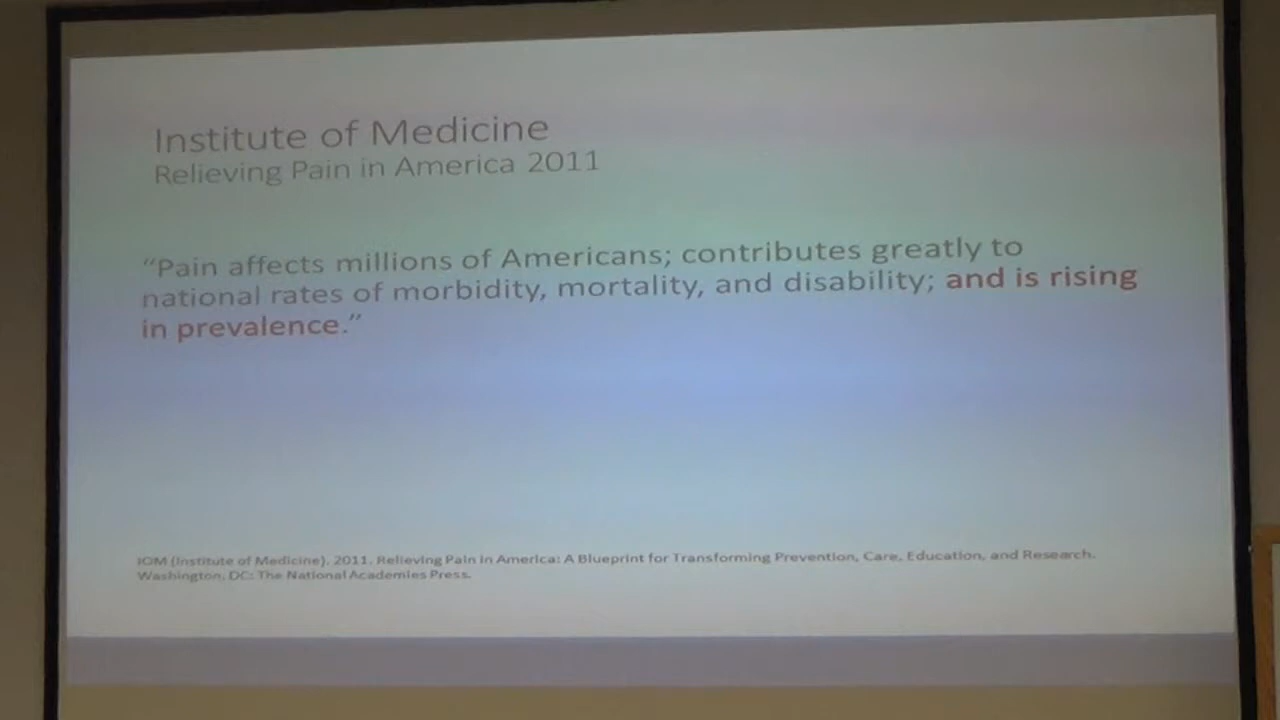 Institute of Medicine
Relieving Pain in America 2011
“Pain affects millions of Americans; contributes greatly to
national rates of morbidity, mortality, and disability; and is rising
in prevalence.”
IOM (Institute of Medicine). 2011. Relieving Pain in America: A Blueprint for Transforming Prevention, Care, Education, and Research.
Washington, DC: The National Academies Press.